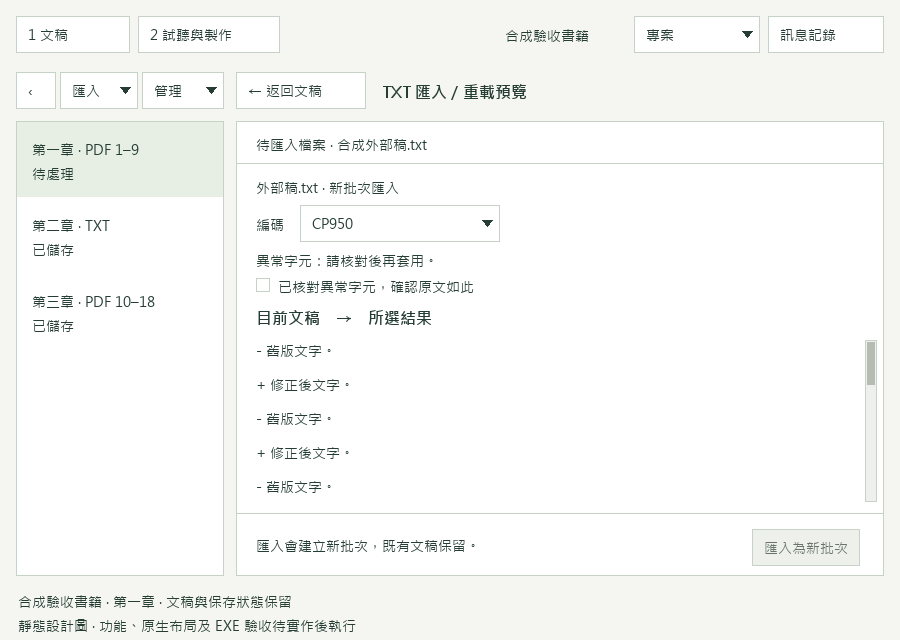 1 文稿
2 試聽與製作
合成驗收書籍
專案
訊息記錄
‹
匯入
管理
← 返回文稿
TXT 匯入 / 重載預覽
第一章 · PDF 1–9
待處理
第二章 · TXT
已儲存
第三章 · PDF 10–18
已儲存
待匯入檔案 · 合成外部稿.txt
外部稿.txt · 新批次匯入
編碼
CP950
異常字元：請核對後再套用。
已核對異常字元，確認原文如此
目前文稿 → 所選結果
- 舊版文字。
+ 修正後文字。
- 舊版文字。
+ 修正後文字。
- 舊版文字。
匯入會建立新批次，既有文稿保留。
匯入為新批次
合成驗收書籍 · 第一章 · 文稿與保存狀態保留
靜態設計圖 · 功能、原生布局及 EXE 驗收待實作後執行